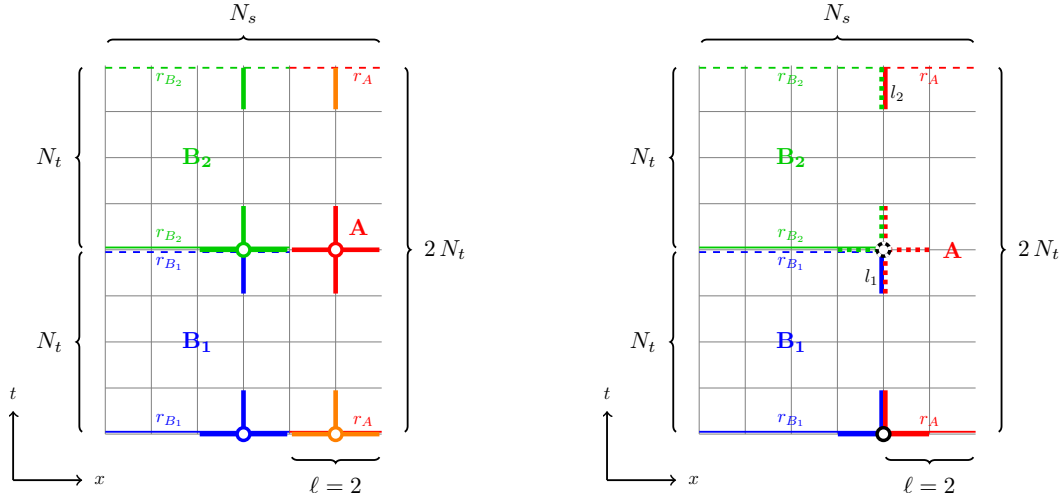 N_s
r_{B_2} r_A
N_t
B_2
r_{B_2} A
r_{B_1}
2 N_t
N_t
B_1
t
r_{B_1} r_A
x
ℓ = 2
N_s
r_{B_2} l_2 r_A
N_t
B_2
r_{B_2}
r_{B_1} l_1 A
2 N_t
N_t
B_1
t
r_{B_1} r_A
x
ℓ = 2